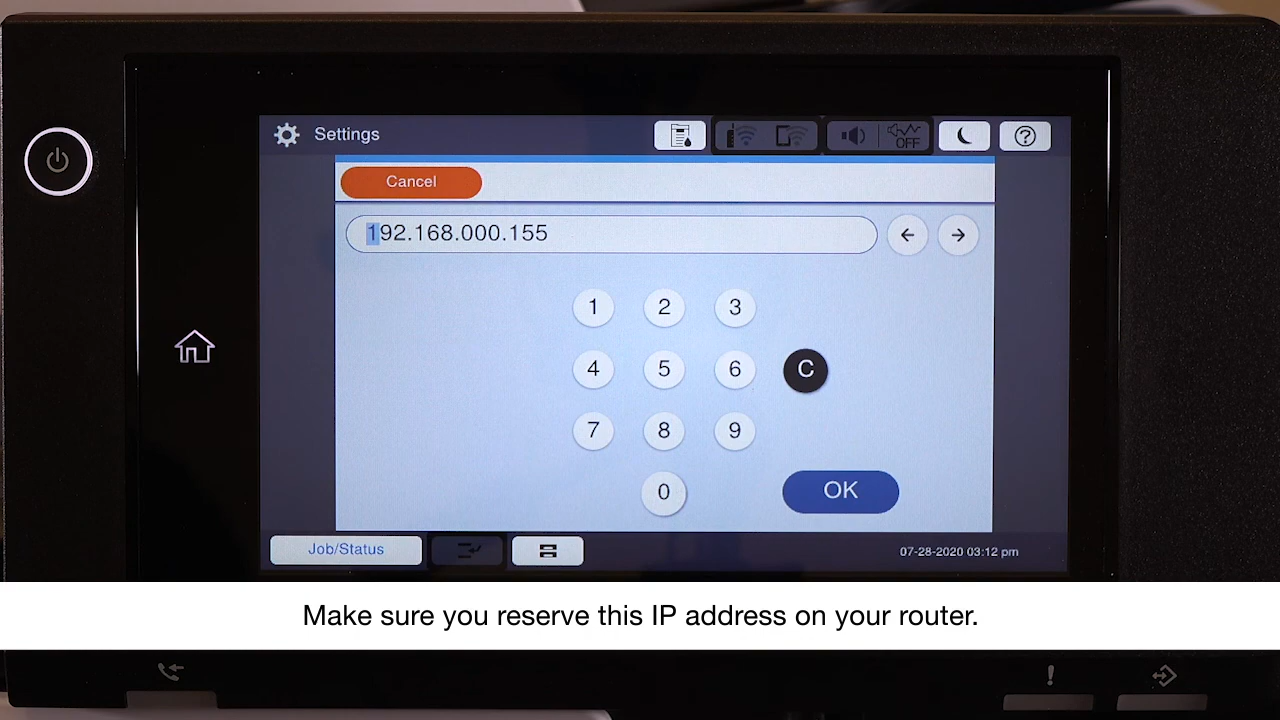 Settings
OFF
Cancel
192.168.000.155
1 2 3
4 5 6 C
7 8 9
0 OK
Job/Status
07-28-2020 03:12 pm
Make sure you reserve this IP address on your router.